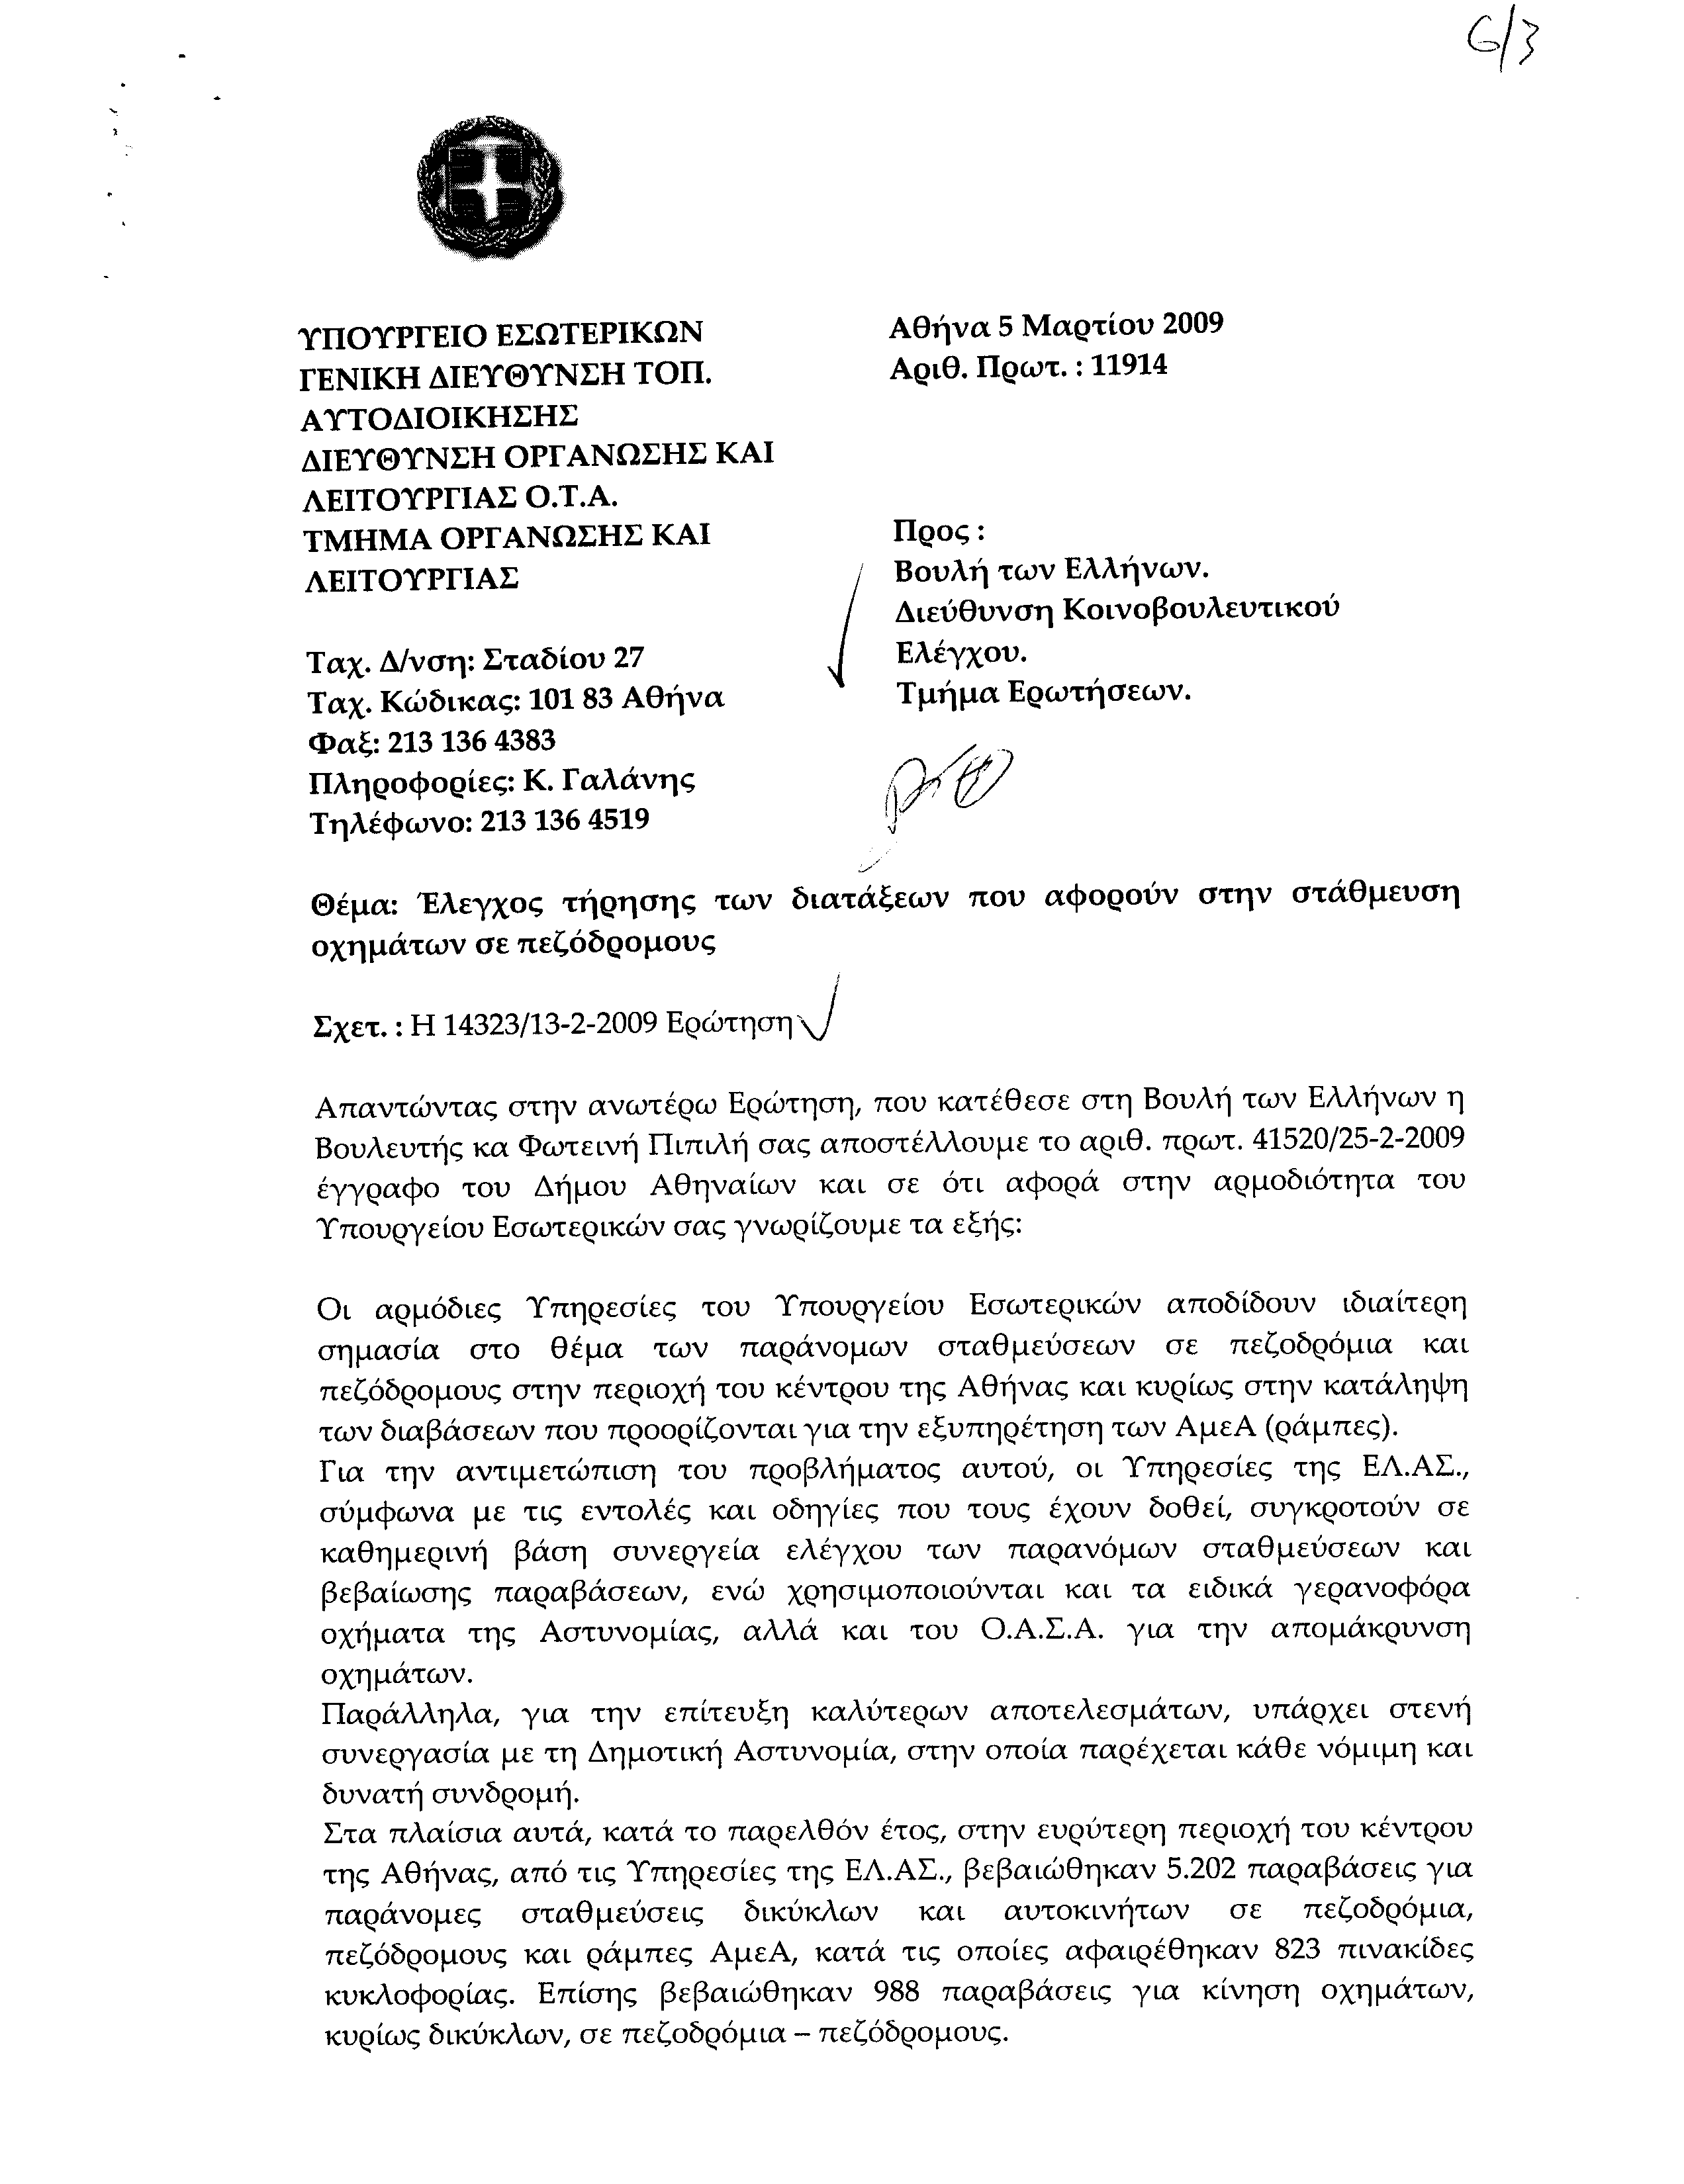 6/3
ΥΠΟΥΡΓΕΙΟ ΕΣΩΤΕΡΙΚΩΝ
ΓΕΝΙΚΗ ΔΙΕΥΘΥΝΣΗ ΤΟΠ.
ΑΥΤΟΔΙΟΙΚΗΣΗΣ
ΔΙΕΥΘΥΝΣΗ ΟΡΓΑΝΩΣΗΣ ΚΑΙ
ΛΕΙΤΟΥΡΓΙΑΣ Ο.Τ.Α.
ΤΜΗΜΑ ΟΡΓΑΝΩΣΗΣ ΚΑΙ
ΛΕΙΤΟΥΡΓΙΑΣ
Ταχ. Δ/νση: Σταδίου 27
Ταχ. Κώδικας: 101 83 Αθήνα
Φαξ: 213 136 4383
Πληροφορίες: Κ. Γαλάνης
Τηλέφωνο: 213 136 4519
Αθήνα 5 Μαρτίου 2009
Αριθ. Πρωτ. : 11914
Προς :
Βουλή των Ελλήνων.
Διεύθυνση Κοινοβουλευτικού
Ελέγχου.
Τμήμα Ερωτήσεων.
Θέμα: Έλεγχος τήρησης των διατάξεων που αφορούν στην στάθμευση
οχημάτων σε πεζόδρομους
Σχετ. : Η 14323/13-2-2009 Ερώτηση
Απαντώντας στην ανωτέρω Ερώτηση, που κατέθεσε στη Βουλή των Ελλήνων η
Βουλευτής κα Φωτεινή Πιπιλή σας αποστέλλουμε το αριθ. πρωτ. 41520/25-2-2009
έγγραφο του Δήμου Αθηναίων και σε ότι αφορά στην αρμοδιότητα του
Υπουργείου Εσωτερικών σας γνωρίζουμε τα εξής:
Οι αρμόδιες Υπηρεσίες του Υπουργείου Εσωτερικών αποδίδουν ιδιαίτερη
σημασία στο θέμα των παράνομων σταθμεύσεων σε πεζοδρόμια και
πεζόδρομους στην περιοχή του κέντρου της Αθήνας και κυρίως στην κατάληψη
των διαβάσεων που προορίζονται για την εξυπηρέτηση των ΑμεΑ (ράμπες).
Για την αντιμετώπιση του προβλήματος αυτού, οι Υπηρεσίες της ΕΛ.ΑΣ.,
σύμφωνα με τις εντολές και οδηγίες που τους έχουν δοθεί, συγκροτούν σε
καθημερινή βάση συνεργεία ελέγχου των παρανόμων σταθμεύσεων και
βεβαίωσης παραβάσεων, ενώ χρησιμοποιούνται και τα ειδικά γερανοφόρα
οχήματα της Αστυνομίας, αλλά και του Ο.Α.Σ.Α. για την απομάκρυνση
οχημάτων.
Παράλληλα, για την επίτευξη καλύτερων αποτελεσμάτων, υπάρχει στενή
συνεργασία με τη Δημοτική Αστυνομία, στην οποία παρέχεται κάθε νόμιμη και
δυνατή συνδρομή.
Στα πλαίσια αυτά, κατά το παρελθόν έτος, στην ευρύτερη περιοχή του κέντρου
της Αθήνας, από τις Υπηρεσίες της ΕΛ.ΑΣ., βεβαιώθηκαν 5.202 παραβάσεις για
παράνομες σταθμεύσεις δικύκλων και αυτοκινήτων σε πεζοδρόμια,
πεζόδρομους και ράμπες ΑμεΑ, κατά τις οποίες αφαιρέθηκαν 823 πινακίδες
κυκλοφορίας. Επίσης βεβαιώθηκαν 988 παραβάσεις για κίνηση οχημάτων,
κυρίως δικύκλων, σε πεζοδρόμια – πεζόδρομους.